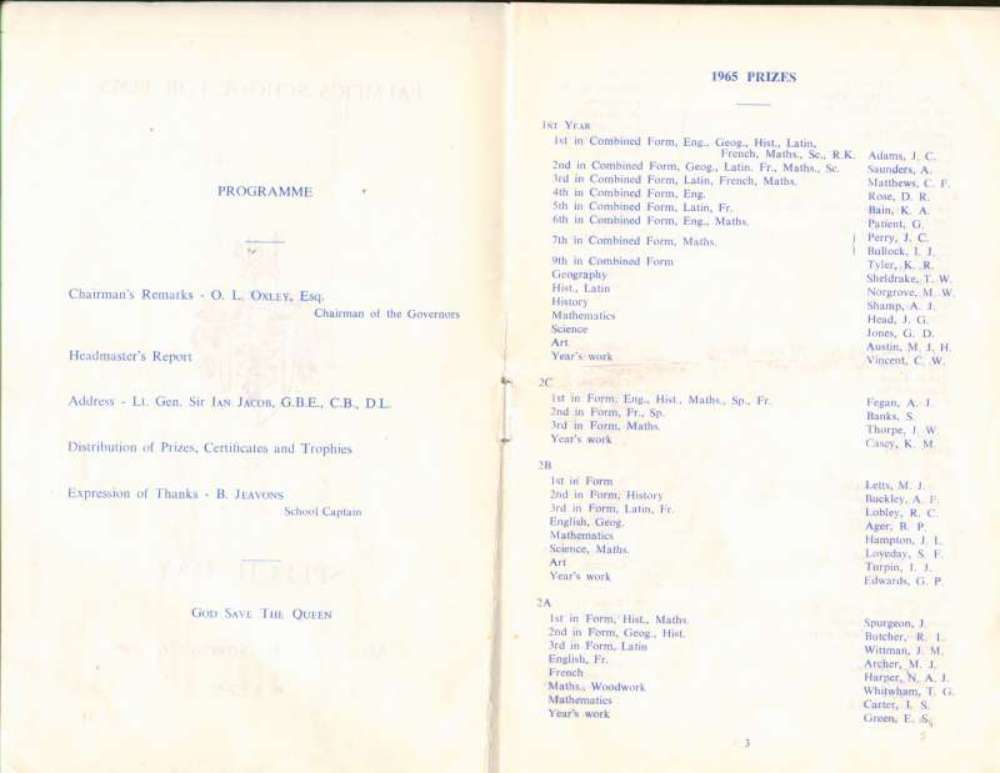 PROGRAMME
Chairman's Remarks - O. L. OXLEY, Esq.
Chairman of the Governors
Headmaster's Report
Address - Lt. Gen. Sir IAN JACOB, G.B.E., C.B., D.L.
Distribution of Prizes, Certificates and Trophies
Expression of Thanks - B. JEAVONS
School Captain
GOD SAVE THE QUEEN
1965 PRIZES
1ST YEAR
1st in Combined Form, Eng., Geog., Hist., Latin,
French, Maths., Sc., R.K. Adams, J. C.
2nd in Combined Form, Geog., Latin. Fr., Maths., Sc. Saunders, A.
3rd in Combined Form, Latin, French, Maths. Matthews, C. F.
4th in Combined Form, Eng. Rose, D. R.
5th in Combined Form, Latin, Fr. Bain, K. A.
6th in Combined Form, Eng., Maths. Patient, G.
7th in Combined Form, Maths. Perry, J. C.
Bullock, I. J.
9th in Combined Form Tyler, K. R.
Geography Sheldrake, T. W.
Hist., Latin Norgrove, M. W.
History Shamp, A. J.
Mathematics Head, J. G.
Science Jones, G. D.
Art Austin, M. J. H.
Year's work Vincent, C. W.
2C
1st in Form, Eng., Hist., Maths., Sp., Fr. Fegan, A. J.
2nd in Form, Fr., Sp. Banks, S.
3rd in Form, Maths. Thorpe, J. W.
Year's work Casey, K. M.
2B
1st in Form Letts, M. J.
2nd in Form, History Buckley, A. F.
3rd in Form, Latin, Fr. Lobley, R. C.
English, Geog. Ager, B. P.
Mathematics Hampton, J. L.
Science, Maths. Loveday, S. F.
Art Turpin, I. J.
Year's work Edwards, G. P.
2A
1st in Form, Hist., Maths. Spurgeon, J.
2nd in Form, Geog., Hist. Butcher, R. L.
3rd in Form, Latin Wittman, J. M.
English, Fr. Archer, M. J.
French Harper, N. A. J.
Maths., Woodwork Whitwham, T. G.
Mathematics Carter, I. S.
Year's work Green, E. S.
3